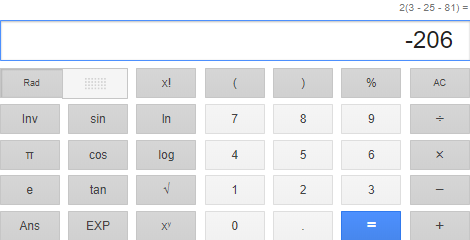 2(3 - 25 - 81) =
-206
Rad x! ( ) % AC
Inv sin ln 7 8 9 ÷
π cos log 4 5 6 ×
e tan √ 1 2 3 −
Ans EXP xʸ 0 . = +